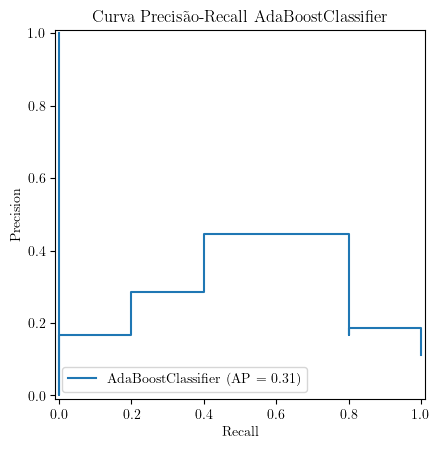 Curva Precisão-Recall AdaBoostClassifier
1.0
0.8
0.6
0.4
0.2
0.0
Precision
AdaBoostClassifier (AP = 0.31)
0.0 0.2 0.4 0.6 0.8 1.0
Recall